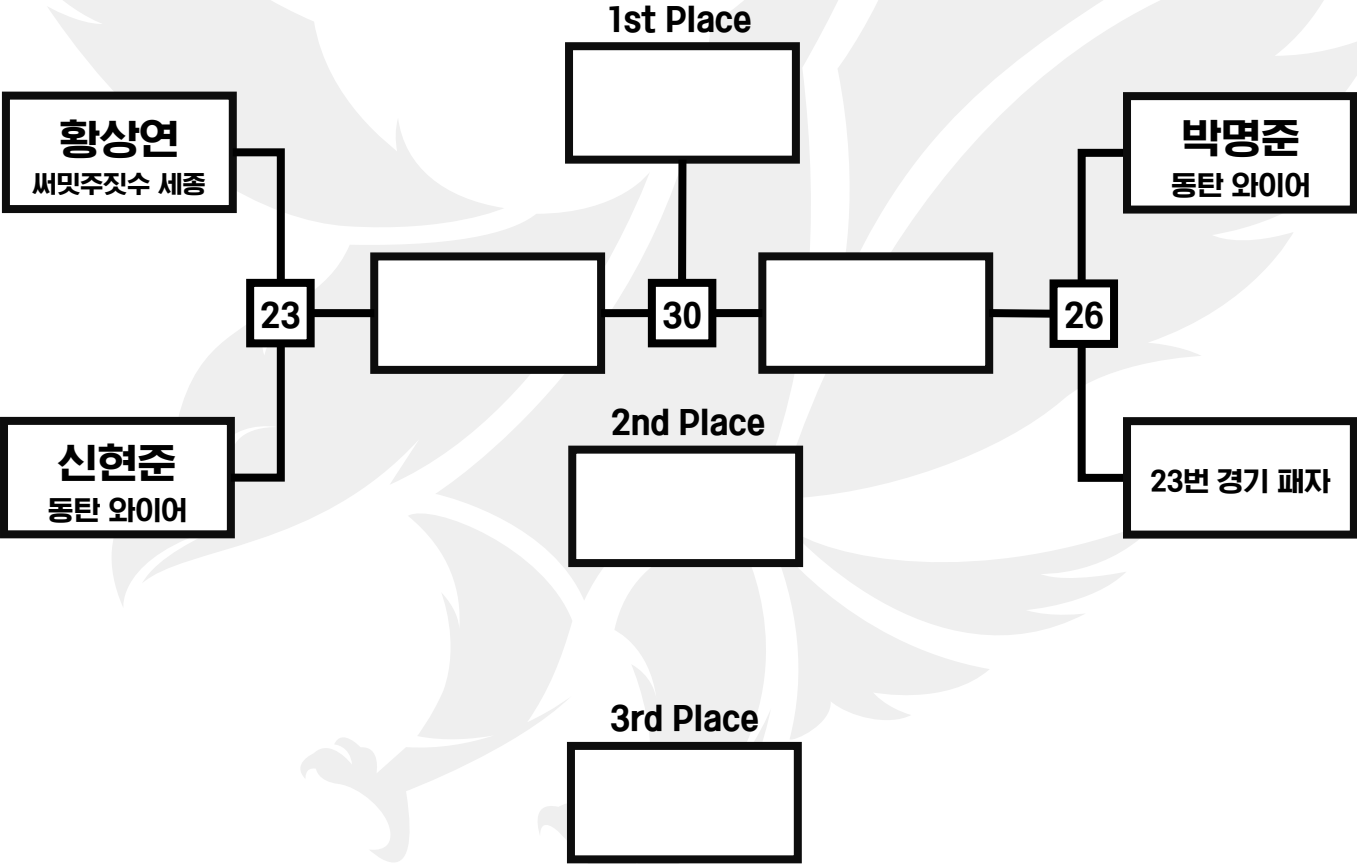 1st Place
황상연
써밋주짓수 세종
박명준
동탄 와이어
23
30
26
2nd Place
신현준
동탄 와이어
23번 경기 패자
3rd Place